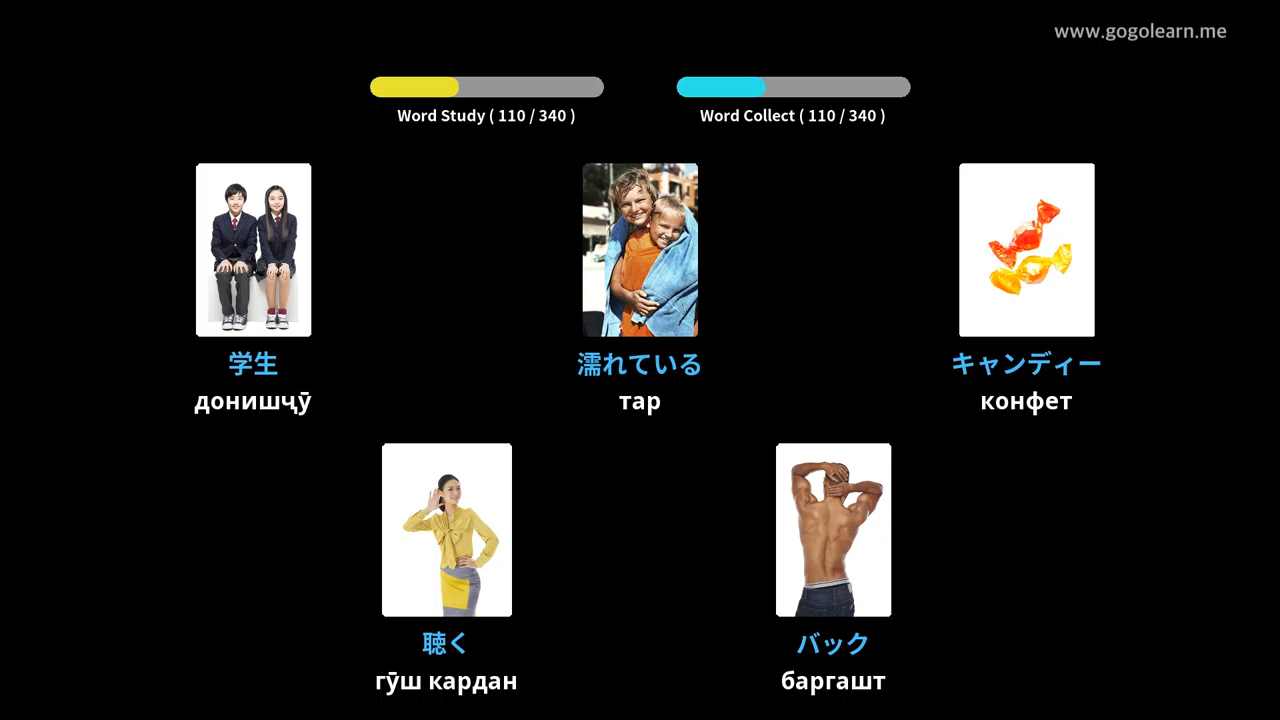 www.gogolearn.me
Word Study ( 110 / 340 )
Word Collect ( 110 / 340 )
学生
донишҷӯ
濡れている
тар
キャンディー
конфет
聴く
гӯш кардан
バック
баргашт